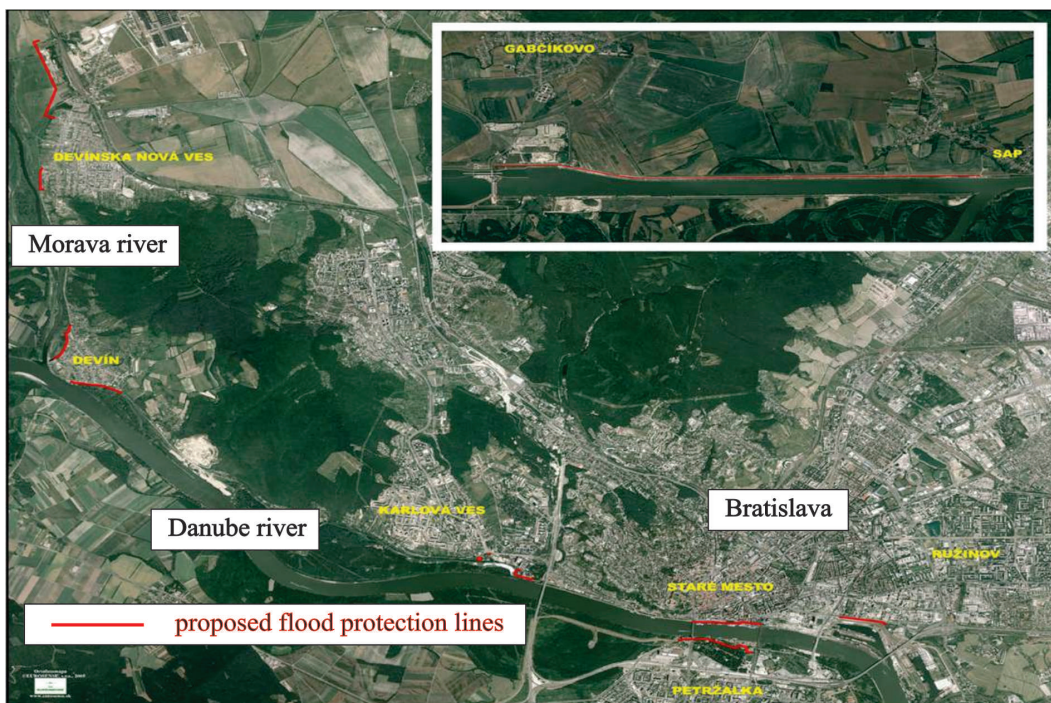 GABČÍKOVO
SAP
DEVÍNSKA NOVÁ VES
Morava river
DEVÍN
Danube river
KARLOVA VES
Bratislava
RUŽINOV
STARÉ MESTO
proposed flood protection lines
PETRŽALKA